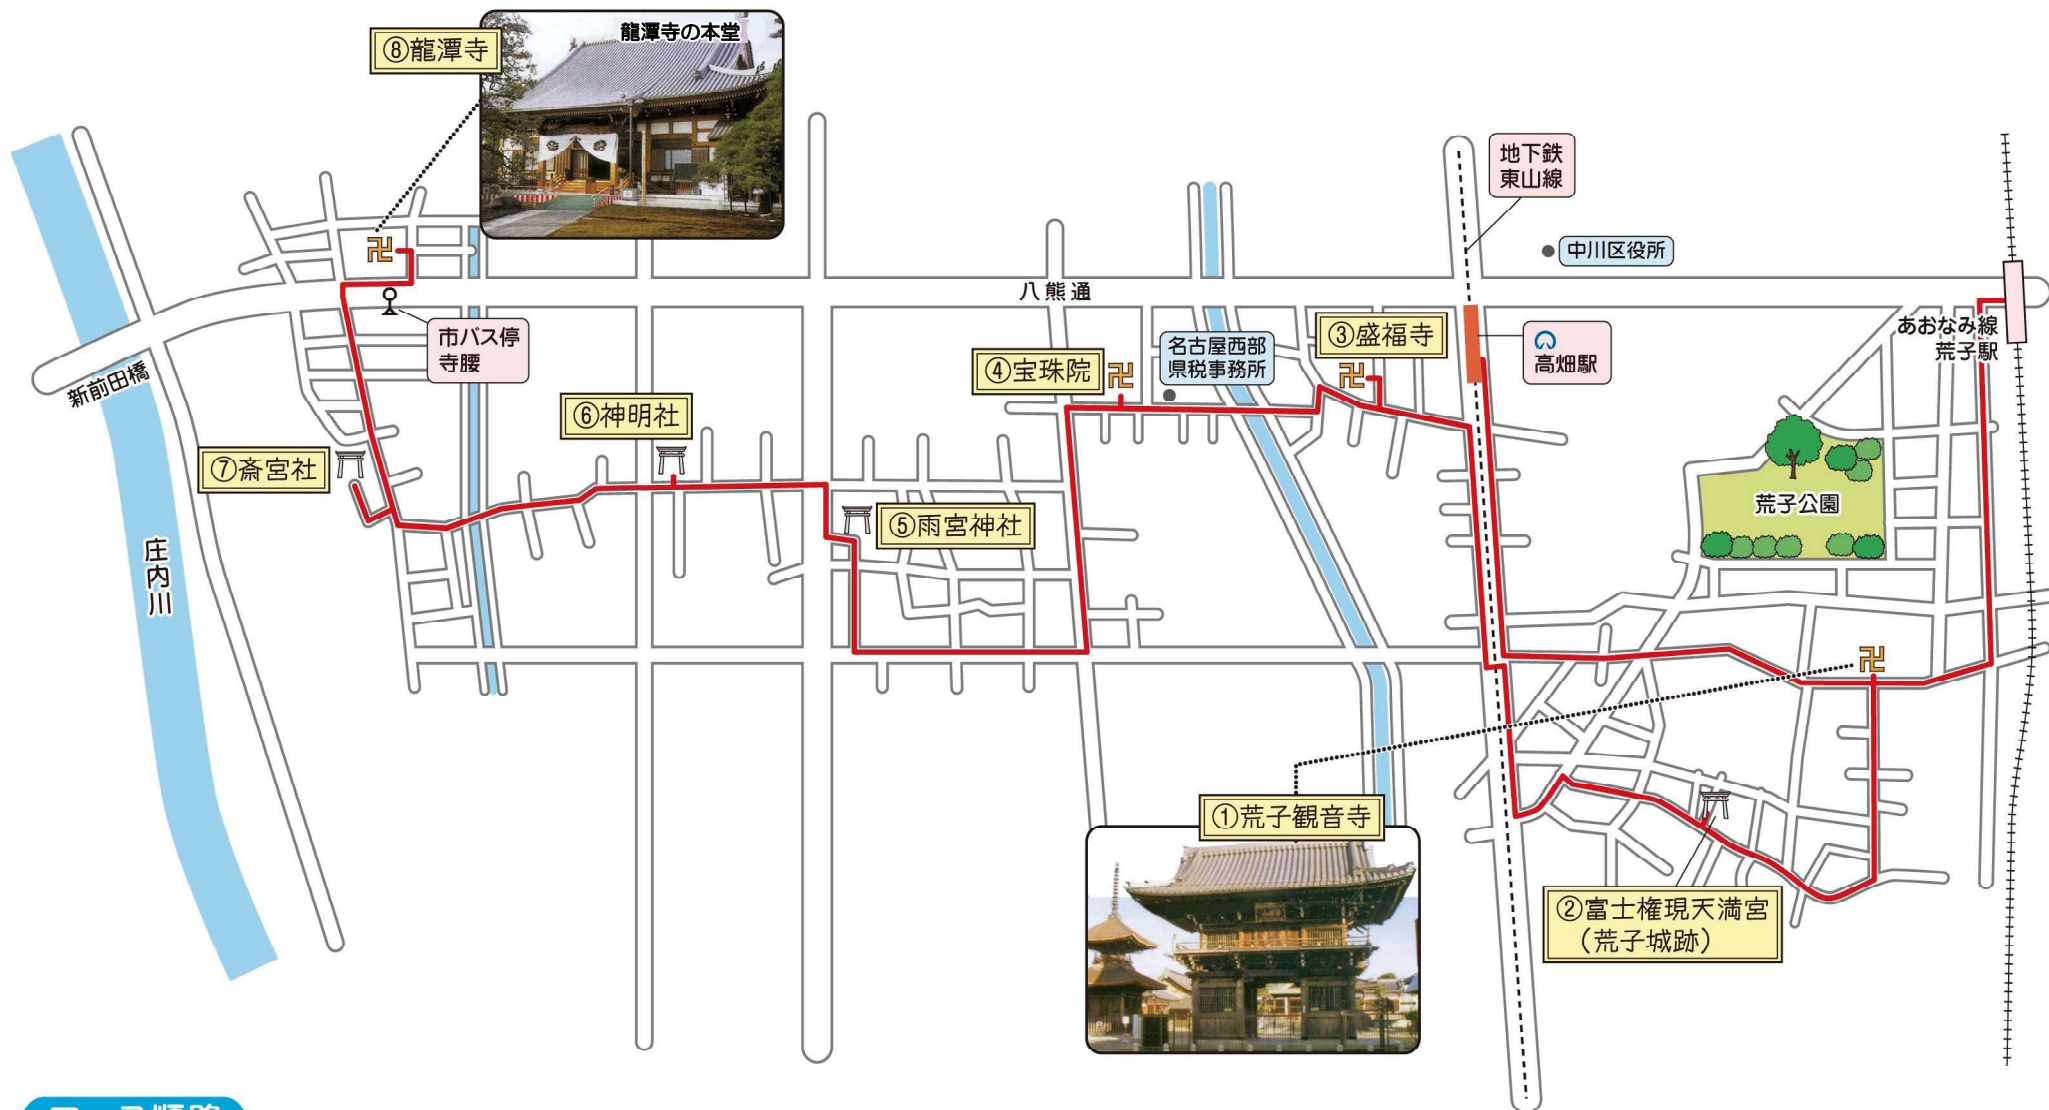 ⑧龍潭寺
龍潭寺の本堂
地下鉄
東山線
中川区役所
八熊通
市バス停
寺腰
新前田橋
④宝珠院
名古屋西部
県税事務所
③盛福寺
高畑駅
あおなみ線
荒子駅
⑥神明社
⑦斎宮社
⑤雨宮神社
荒子公園
庄内川
①荒子観音寺
②富士権現天満宮
(荒子城跡)